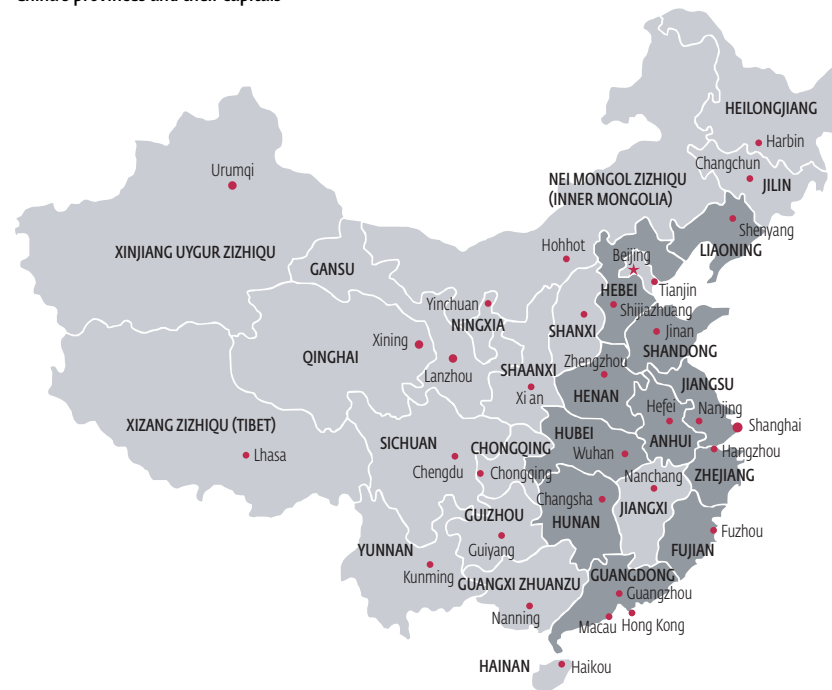 China's provinces and their capitals
HEILONGJIANG
Harbin
Changchun
JILIN
NEI MONGOL ZIZHIQU
(INNER MONGOLIA)
Urumqi
Shenyang
LIAONING
XINJIANG UYGUR ZIZHIQU
Hohhot
Beijing
GANSU
Tianjin
HEBEI
Shijiazhuang
Yinchuan
NINGXIA
SHANXI
Jinan
SHANDONG
Xining
QINGHAI
Lanzhou
SHAANXI
Zhengzhou
Xi an
HENAN
JIANGSU
Hefei
Nanjing
Shanghai
XIZANG ZIZHIQU (TIBET)
Lhasa
SICHUAN
Chengdu
CHONGQING
Chongqing
HUBEI
Wuhan
ANHUI
Hangzhou
ZHEJIANG
Nanchang
JIANGXI
Changsha
HUNAN
GUIZHOU
Guiyang
Fuzhou
FUJIAN
YUNNAN
Kunming
GUANGXI ZHUANZU
Nanning
GUANGDONG
Guangzhou
Macau
Hong Kong
HAINAN
Haikou